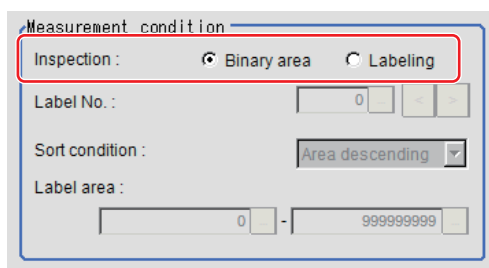 Measurement condition
Inspection : Binary area Labeling
Label No. : 0 ... < >
Sort condition : Area descending
Label area :
0 ... - 999999999 ...